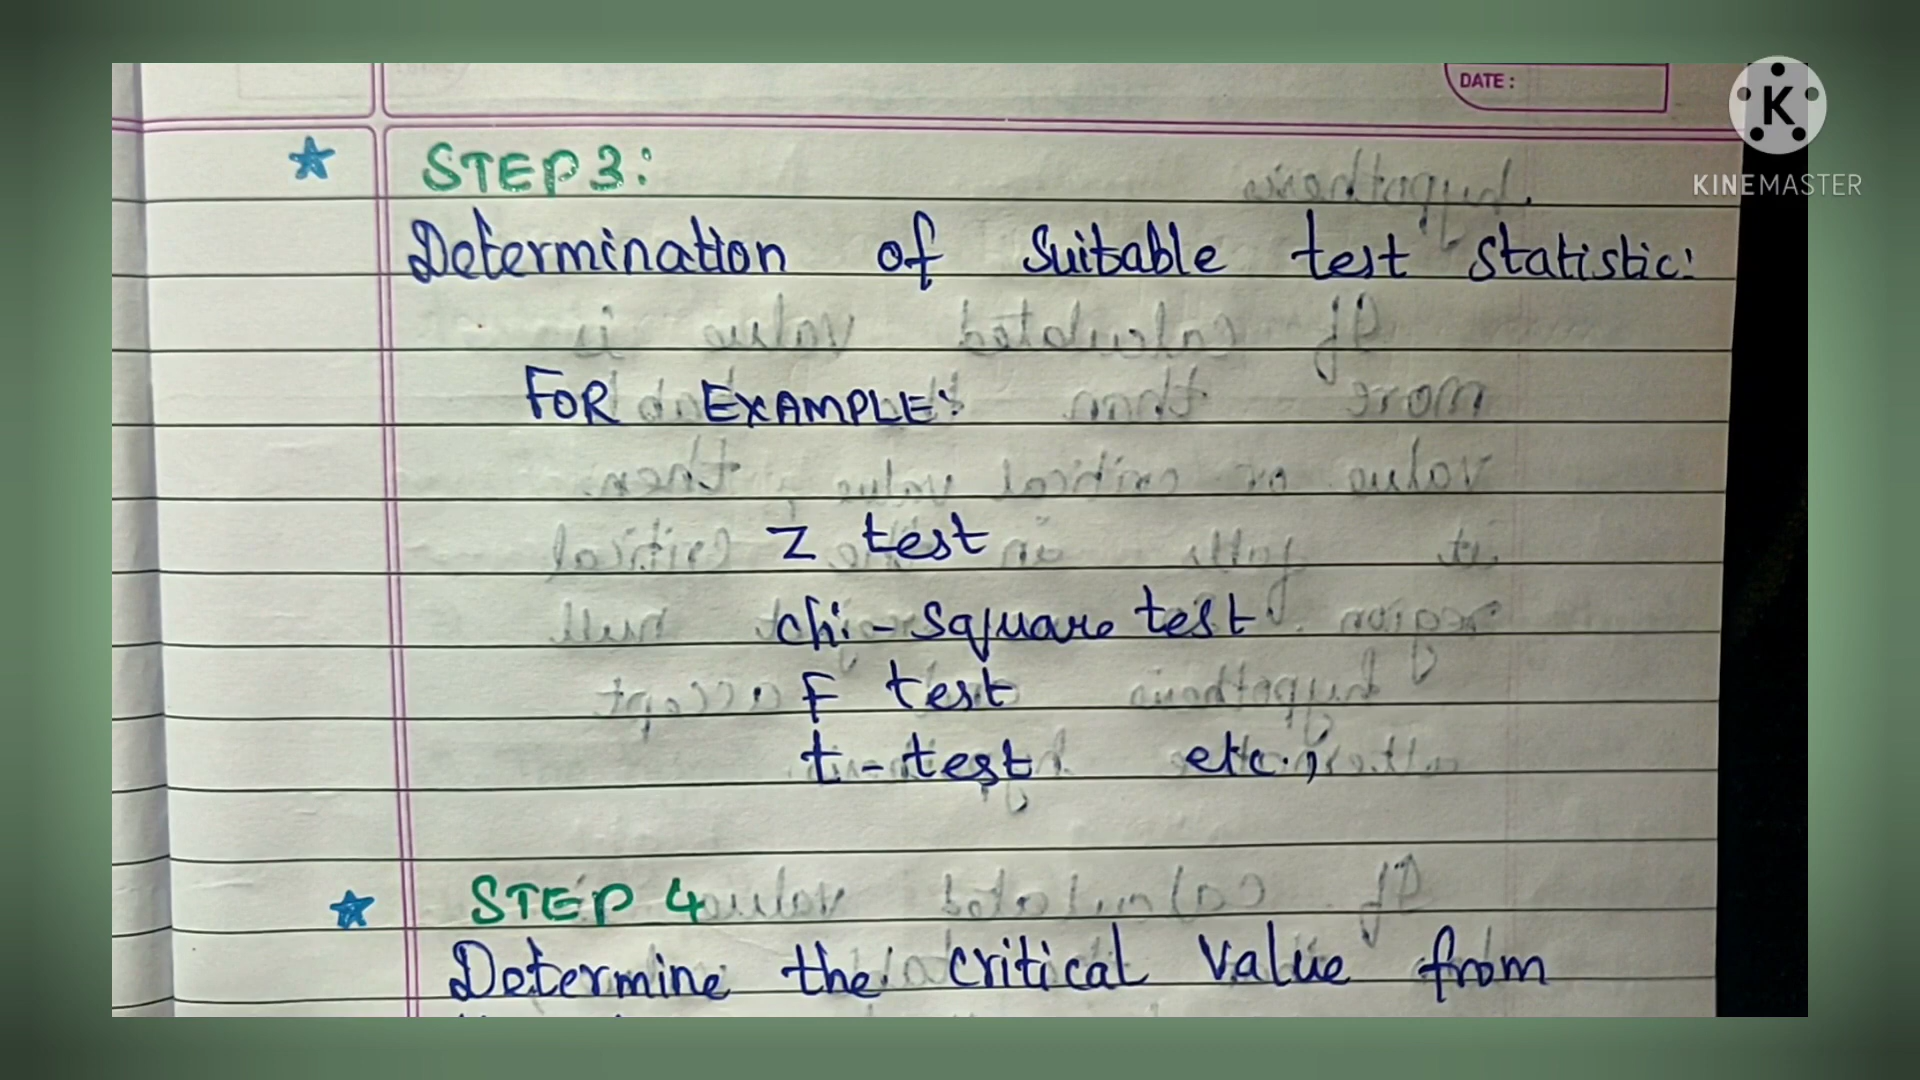 DATE :
K
KINEMASTER
STEP 3:
Determination of Suitable test Statistic:
FOR EXAMPLE:
Z test
chi-square test
F test
t-test etc.,
STEP 4
Determine the critical value from